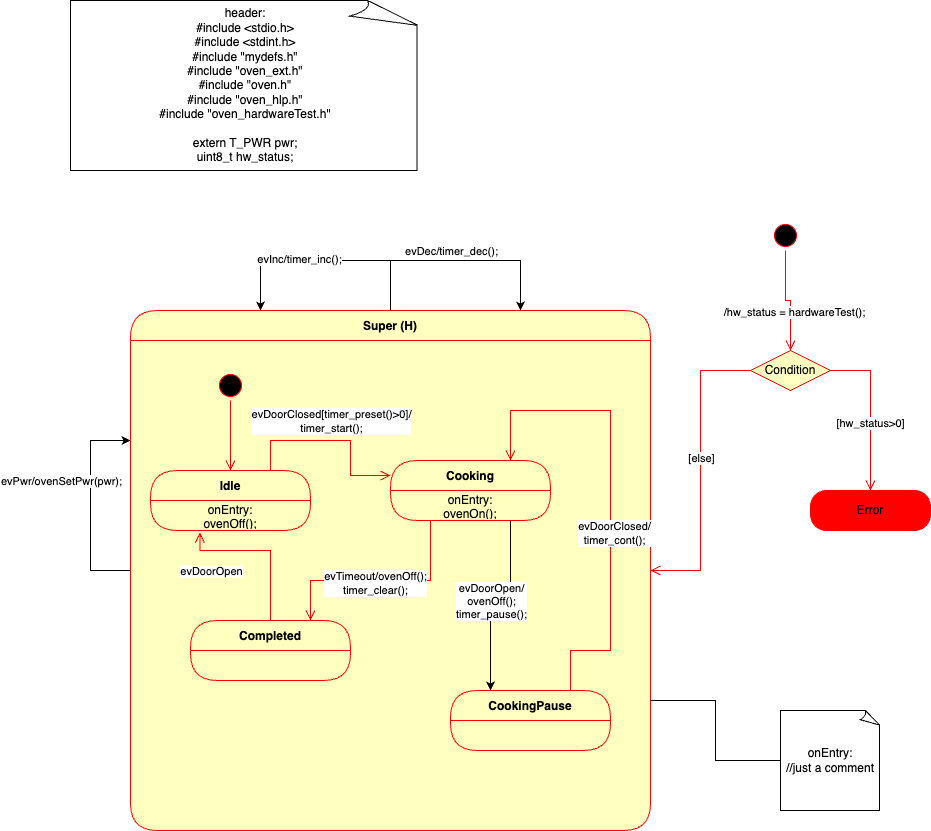 header:
#include <stdio.h>
#include <stdint.h>
#include "mydefs.h"
#include "oven_ext.h"
#include "oven.h"
#include "oven_hlp.h"
#include "oven_hardwareTest.h"
extern T_PWR pwr;
uint8_t hw_status;
evInc/timer_inc();
evDec/timer_dec();
/hw_status = hardwareTest();
Super (H)
Condition
evDoorClosed[timer_preset()>0]/
timer_start();
[hw_status>0]
[else]
evPwr/ovenSetPwr(pwr);
Idle
onEntry:
ovenOff();
Cooking
onEntry:
ovenOn();
Error
evDoorClosed/
timer_cont();
evDoorOpen
evTimeout/ovenOff();
timer_clear();
evDoorOpen/
ovenOff();
timer_pause();
Completed
CookingPause
onEntry:
//just a comment